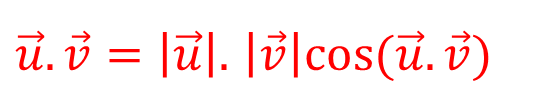 u⃗. v⃗ = |u⃗|. |v⃗|cos(u⃗. v⃗)